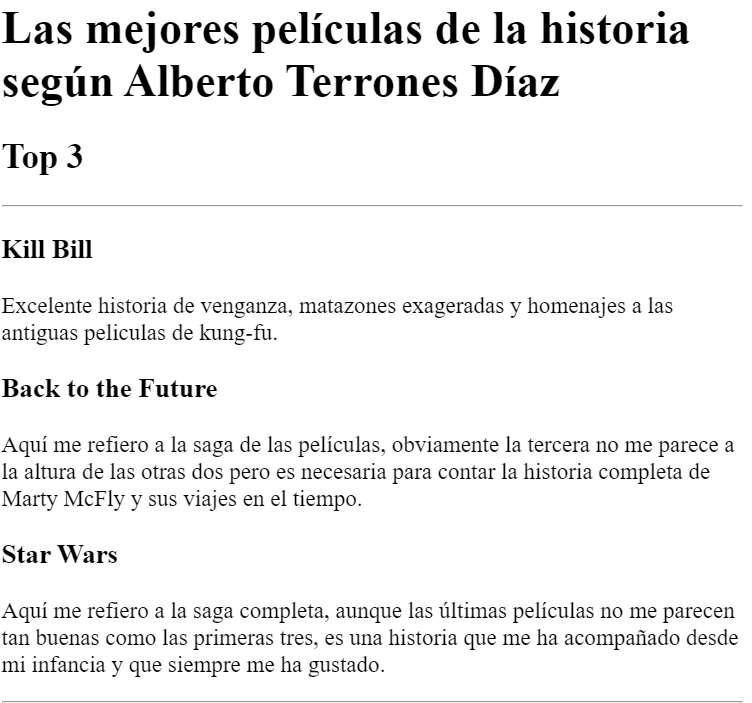 Las mejores películas de la historia
según Alberto Terrones Díaz
Top 3
Kill Bill
Excelente historia de venganza, matazones exageradas y homenajes a las
antiguas peliculas de kung-fu.
Back to the Future
Aquí me refiero a la saga de las películas, obviamente la tercera no me parece a
la altura de las otras dos pero es necesaria para contar la historia completa de
Marty McFly y sus viajes en el tiempo.
Star Wars
Aquí me refiero a la saga completa, aunque las últimas películas no me parecen
tan buenas como las primeras tres, es una historia que me ha acompañado desde
mi infancia y que siempre me ha gustado.